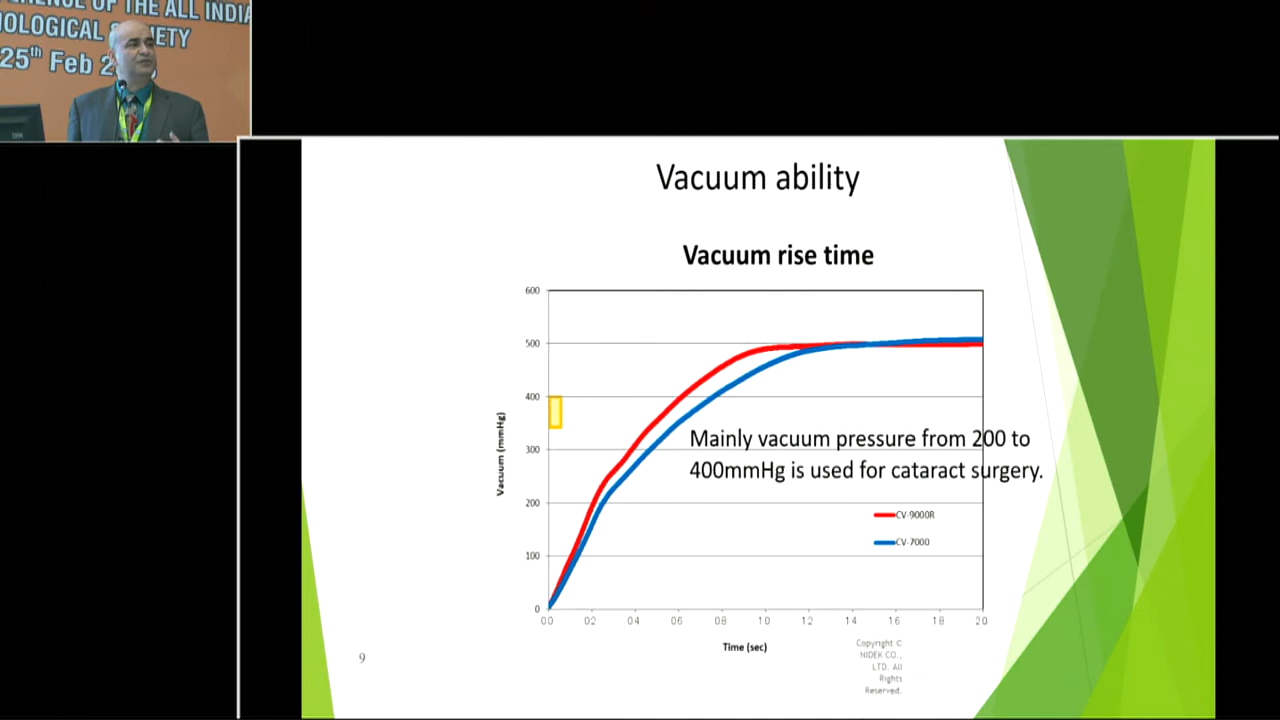 ERENCE OF THE ALL INDIA
OLOGICAL S IETY
25th Feb 2
IBM
Vacuum ability
Vacuum rise time
600
500
400
300
200
100
0
Vacuum (mmHg)
0.0 0.2 0.4 0.6 0.8 1.0 1.2 1.4 1.6 1.8 2.0
Time (sec)
Mainly vacuum pressure from 200 to
400mmHg is used for cataract surgery.
CV-9000R
CV-7000
Copyright ©
NIDEK CO.,
LTD. All
Rights
Reserved.
9